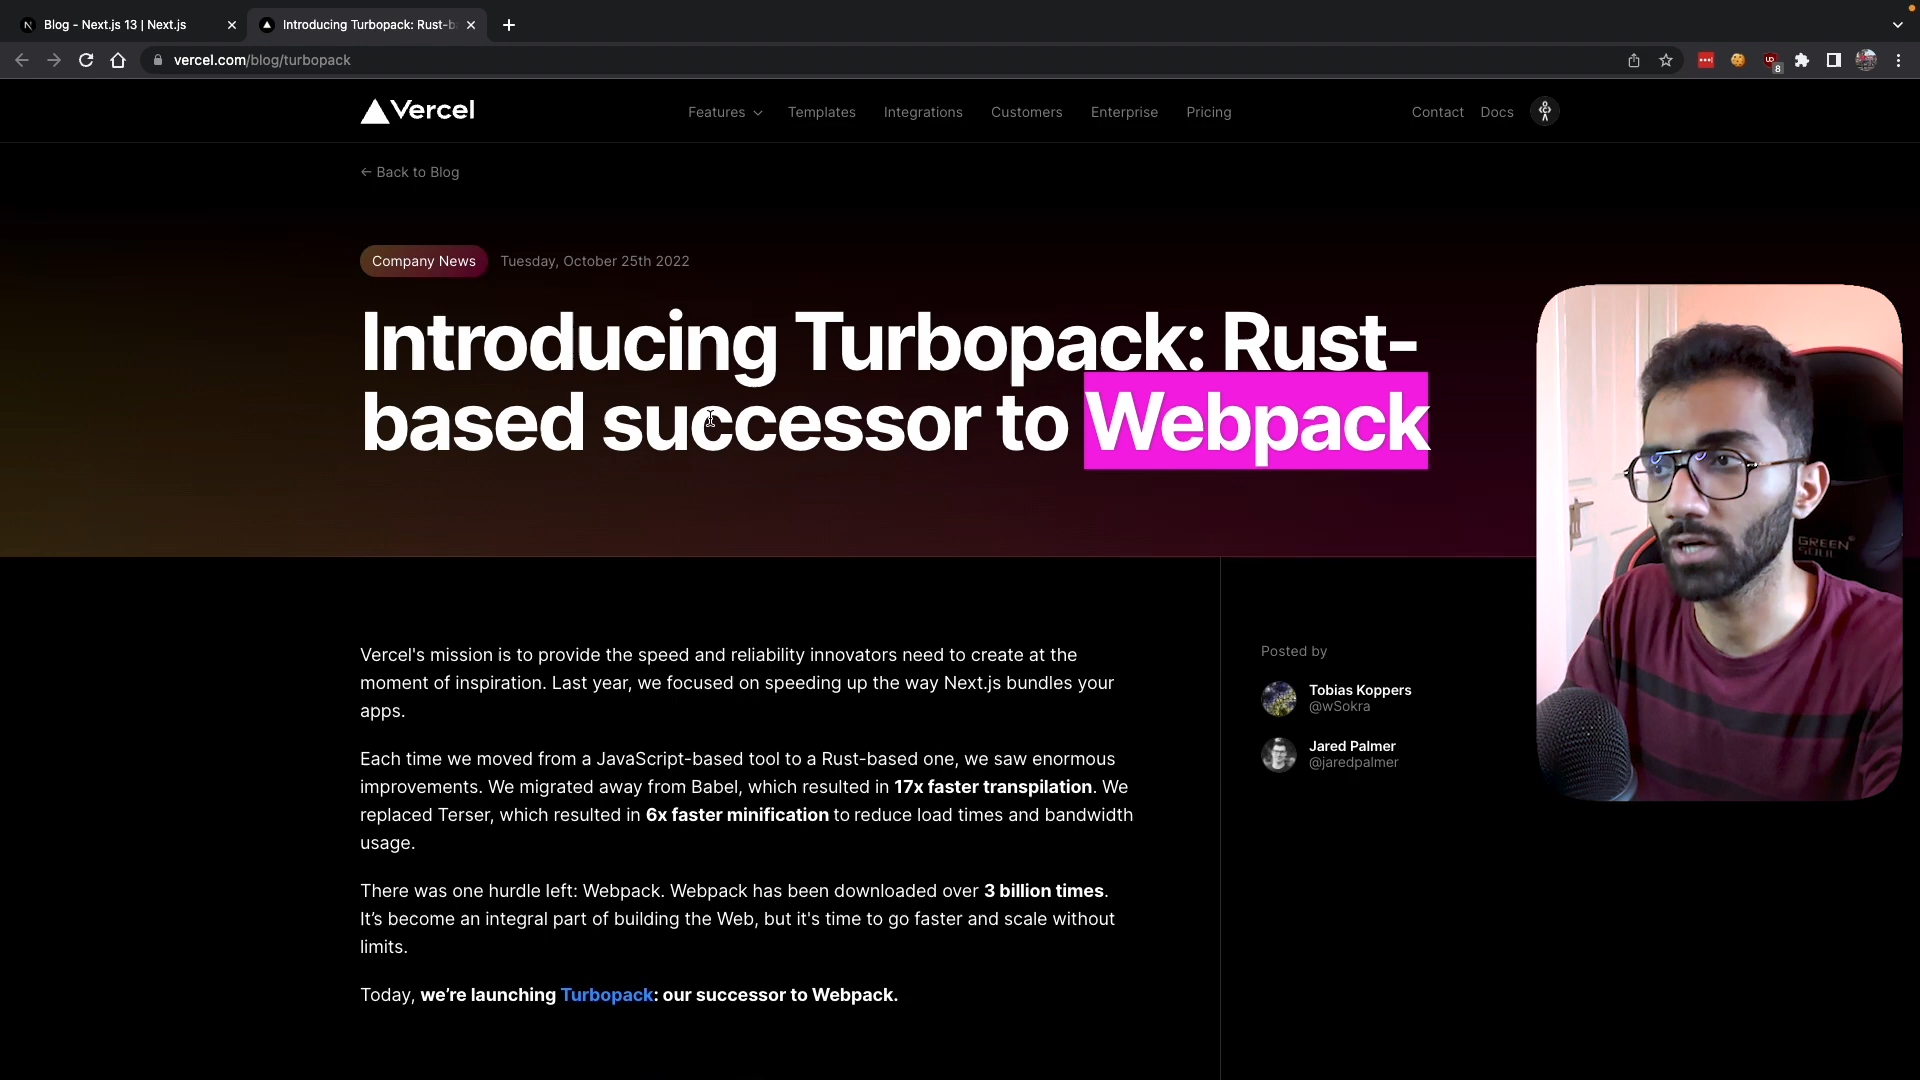 Blog - Next.js 13 | Next.js
Introducing Turbopack: Rust-b
vercel.com/blog/turbopack
8
Vercel
Features
Templates
Integrations
Customers
Enterprise
Pricing
Contact
Docs
← Back to Blog
Company News
Tuesday, October 25th 2022
Introducing Turbopack: Rust-
based successor to Webpack
GREEN
SOUL
Vercel's mission is to provide the speed and reliability innovators need to create at the
moment of inspiration. Last year, we focused on speeding up the way Next.js bundles your
apps.
Each time we moved from a JavaScript-based tool to a Rust-based one, we saw enormous
improvements. We migrated away from Babel, which resulted in 17x faster transpilation. We
replaced Terser, which resulted in 6x faster minification to reduce load times and bandwidth
usage.
There was one hurdle left: Webpack. Webpack has been downloaded over 3 billion times.
It’s become an integral part of building the Web, but it's time to go faster and scale without
limits.
Today, we’re launching Turbopack: our successor to Webpack.
Posted by
Tobias Koppers
@wSokra
Jared Palmer
@jaredpalmer